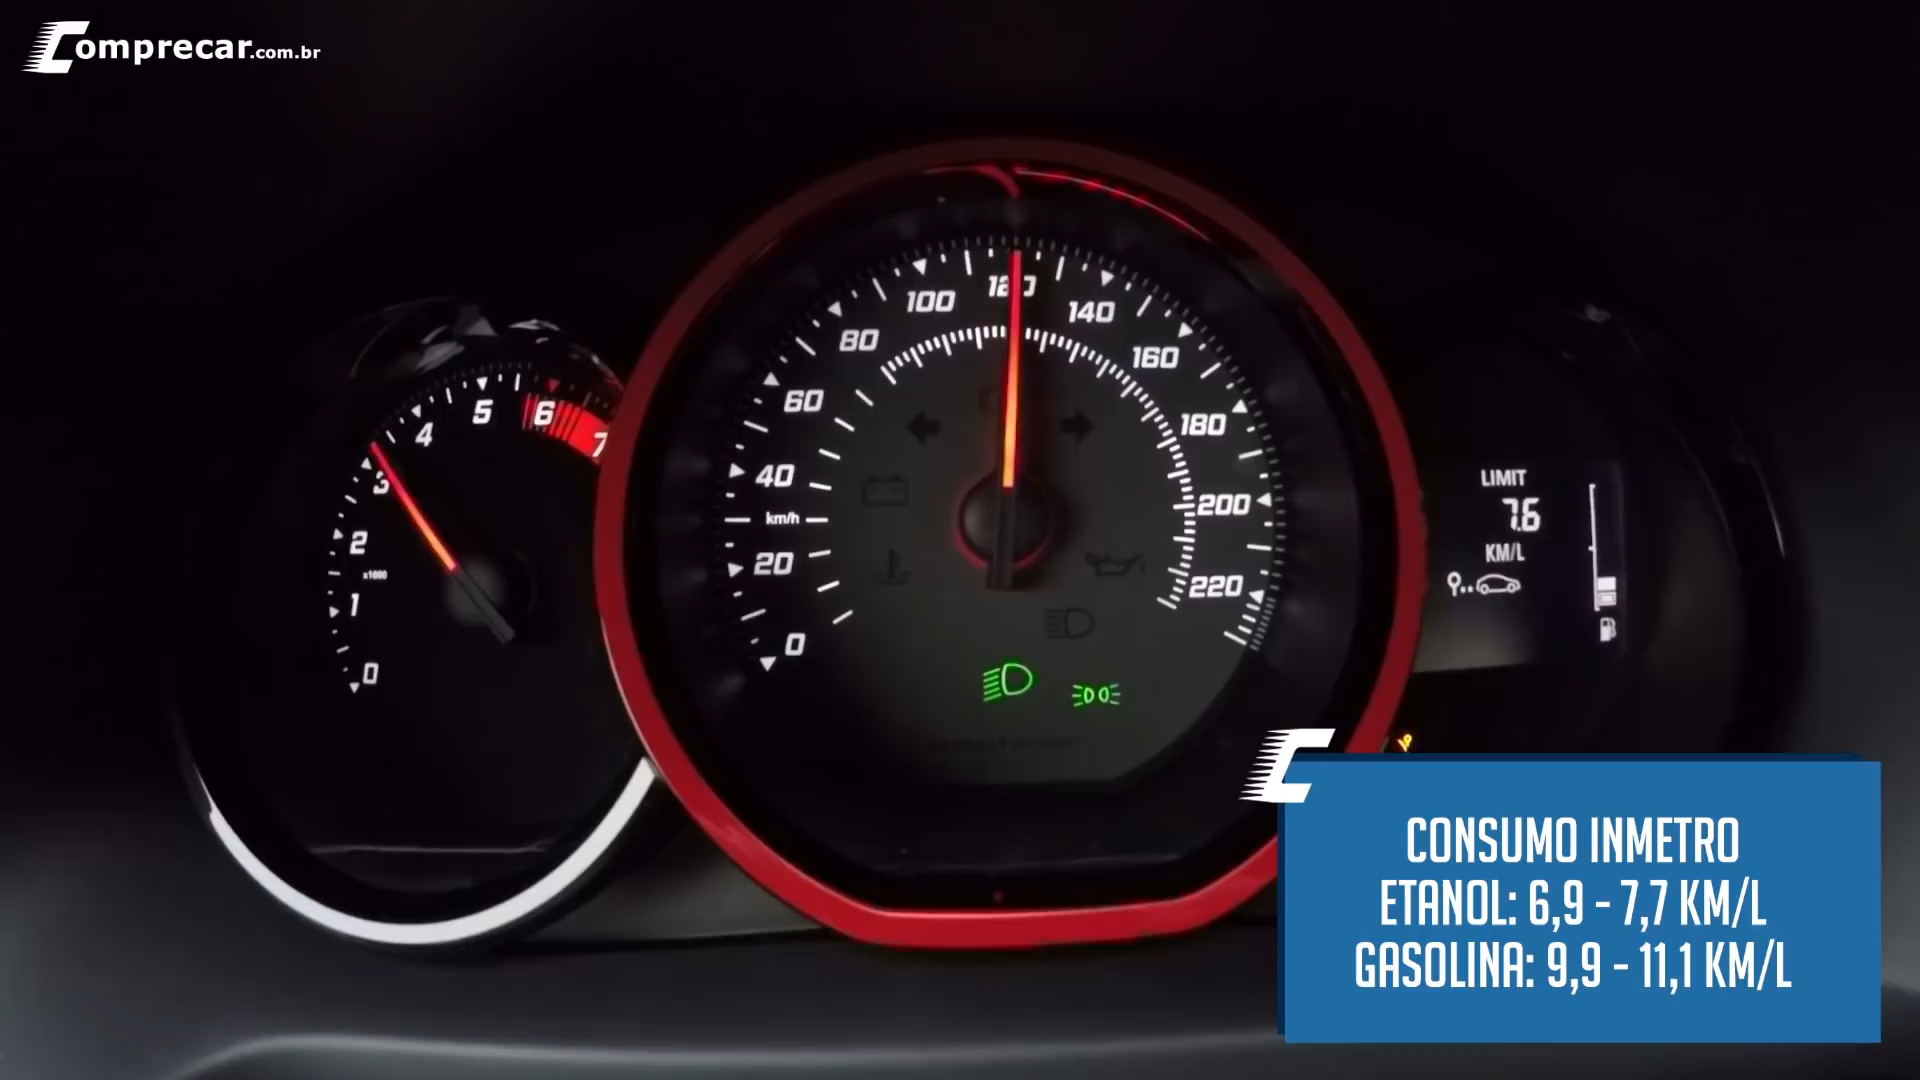 Comprecar.com.br
0
1
2
3
4
5
6
7
x1000
0
20
40
60
80
100
120
140
160
180
200
220
km/h
LIMIT
7.6
KM/L
CONSUMO INMETRO
ETANOL: 6,9 - 7,7 KM/L
GASOLINA: 9,9 - 11,1 KM/L